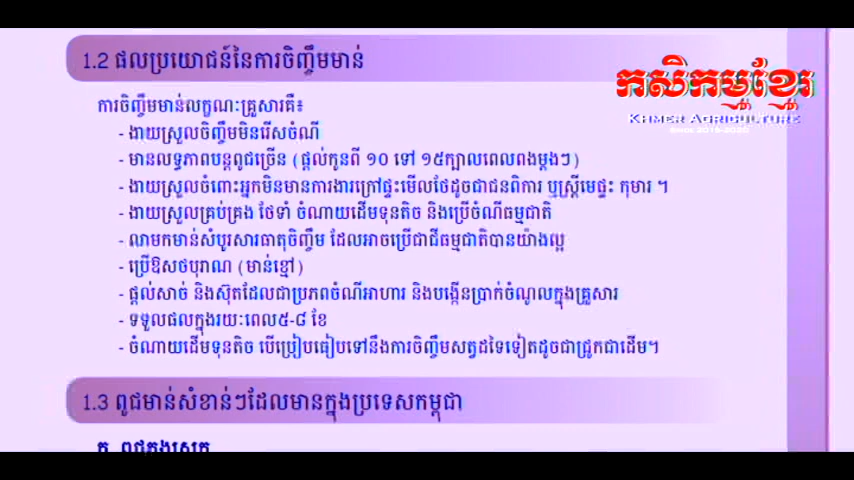 1.2 ផលប្រយោជន៍នៃការចិញ្ចឹមមាន់
កសិកម្មខ្មែរ
KHMER AGRICULTURE
Since 2019-2020
ការចិញ្ចឹមមាន់លក្ខណៈគ្រួសារគឺ៖
- ងាយស្រួលចិញ្ចឹមមិនរើសចំណី
- មានលទ្ធភាពបន្តពូជច្រើន (ផ្តល់កូនពី ១០ ទៅ ១៥ក្បាលពេលពងម្តងៗ)
- ងាយស្រួលចំពោះអ្នកមិនមានការងារក្រៅផ្ទះមើលថែដូចជាជនពិការ ឬស្ត្រីមេផ្ទះ កុមារ ។
- ងាយស្រួលគ្រប់គ្រង ថែទាំ ចំណាយដើមទុនតិច និងប្រើចំណីធម្មជាតិ
- លាមកមាន់សំបូរសារធាតុចិញ្ចឹម ដែលអាចប្រើជាជីធម្មជាតិបានយ៉ាងល្អ
- ប្រើឱសថបុរាណ (មាន់ខ្មៅ)
- ផ្តល់សាច់ និងស៊ុតដែលជាប្រភពចំណីអាហារ និងបង្កើនប្រាក់ចំណូលក្នុងគ្រួសារ
- ទទួលផលក្នុងរយៈពេល៥-៨ ខែ
- ចំណាយដើមទុនតិច បើប្រៀបធៀបទៅនឹងការចិញ្ចឹមសត្វដទៃទៀតដូចជាជ្រូកជាដើម។
1.3 ពូជមាន់សំខាន់ៗដែលមានក្នុងប្រទេសកម្ពុជា